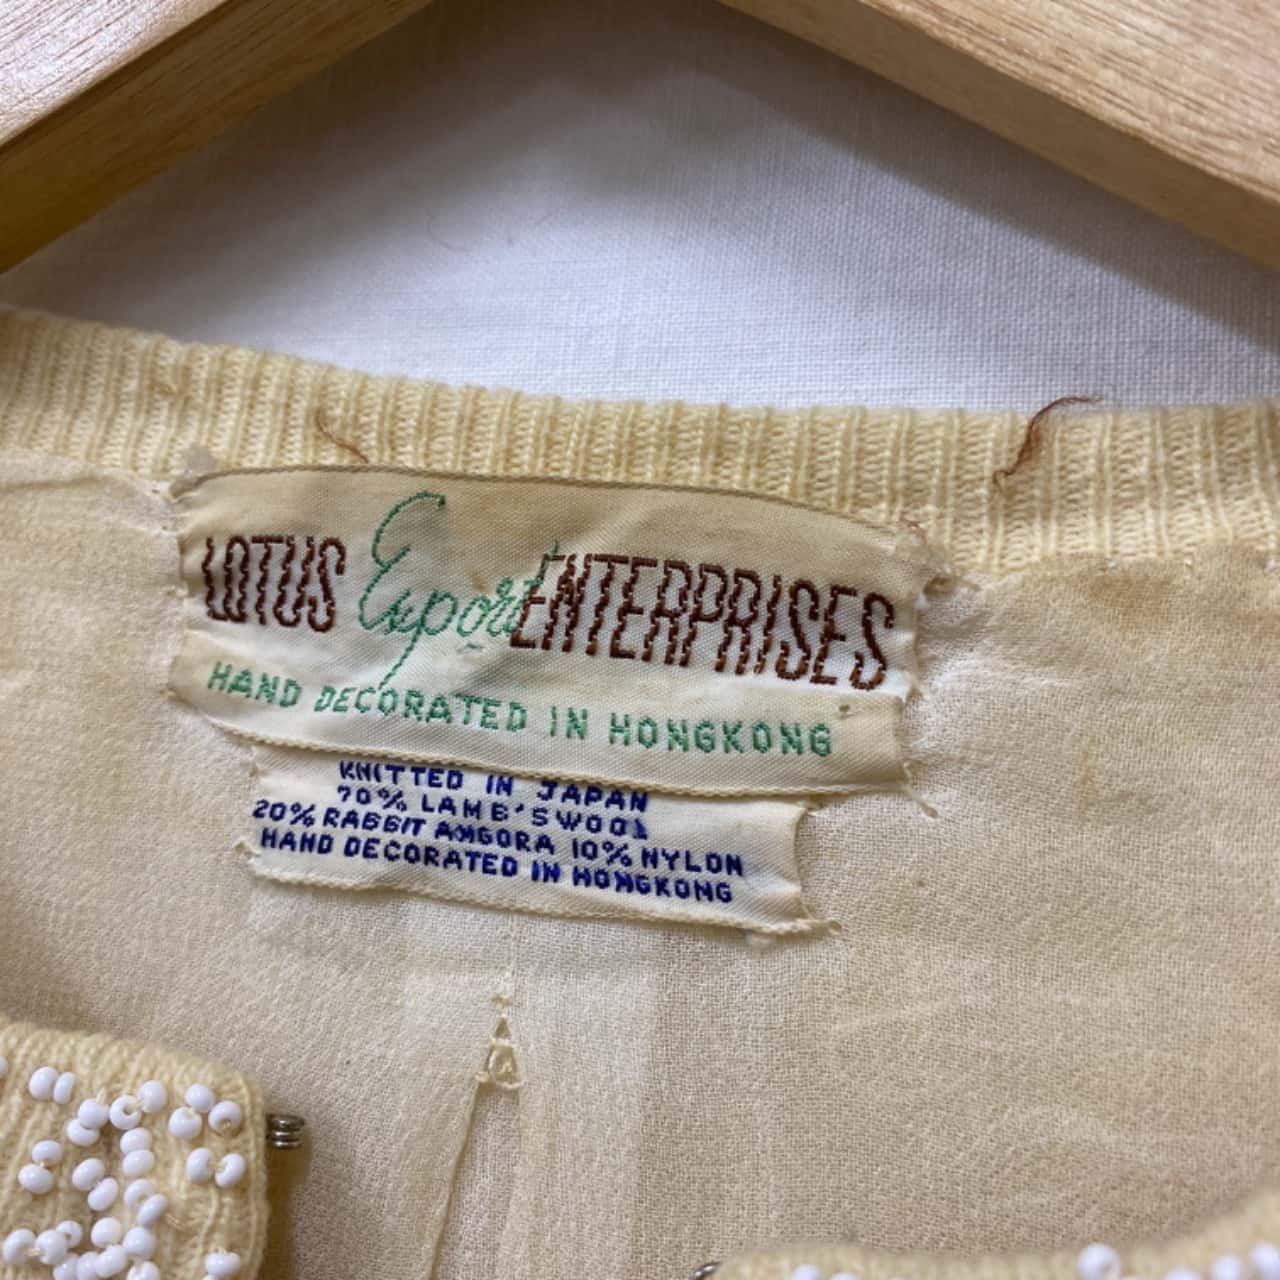 LOTUS Export ENTERPRISES
HAND DECORATED IN HONGKONG
KNITTED IN JAPAN
70% LAMB'S WOOL
20% RABBIT ANGORA 10% NYLON
HAND DECORATED IN HONGKONG